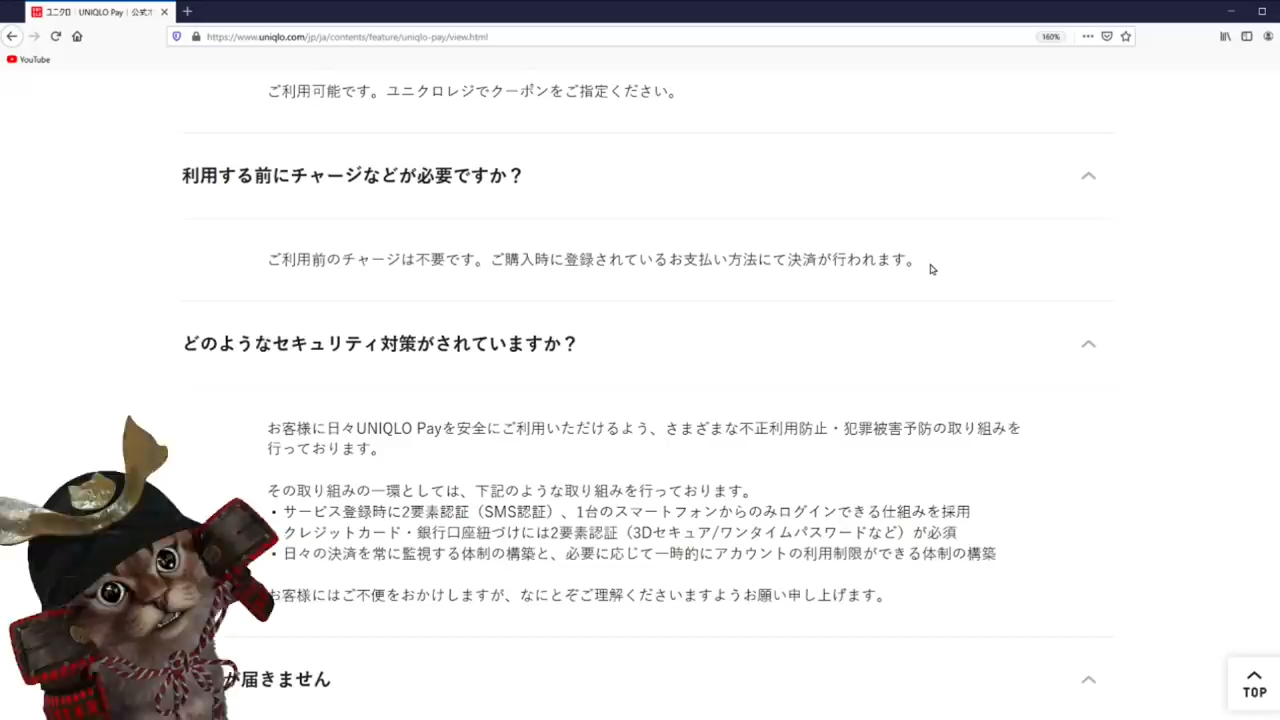 ユニクロ | UNIQLO Pay | 公式オ
https://www.uniqlo.com/jp/ja/contents/feature/uniqlo-pay/view.html
160%
YouTube
ご利用可能です。ユニクロレジでクーポンをご指定ください。
利用する前にチャージなどが必要ですか？
ご利用前のチャージは不要です。ご購入時に登録されているお支払い方法にて決済が行われます。
どのようなセキュリティ対策がされていますか？
お客様に日々UNIQLO Payを安全にご利用いただけるよう、さまざまな不正利用防止・犯罪被害予防の取り組みを
行っております。
その取り組みの一環としては、下記のような取り組みを行っております。
・サービス登録時に2要素認証（SMS認証）、1台のスマートフォンからのみログインできる仕組みを採用
クレジットカード・銀行口座紐づけには2要素認証（3Dセキュア/ワンタイムパスワードなど）が必須
・日々の決済を常に監視する体制の構築と、必要に応じて一時的にアカウントの利用制限ができる体制の構築
お客様にはご不便をおかけしますが、なにとぞご理解くださいますようお願い申し上げます。
が届きません
TOP